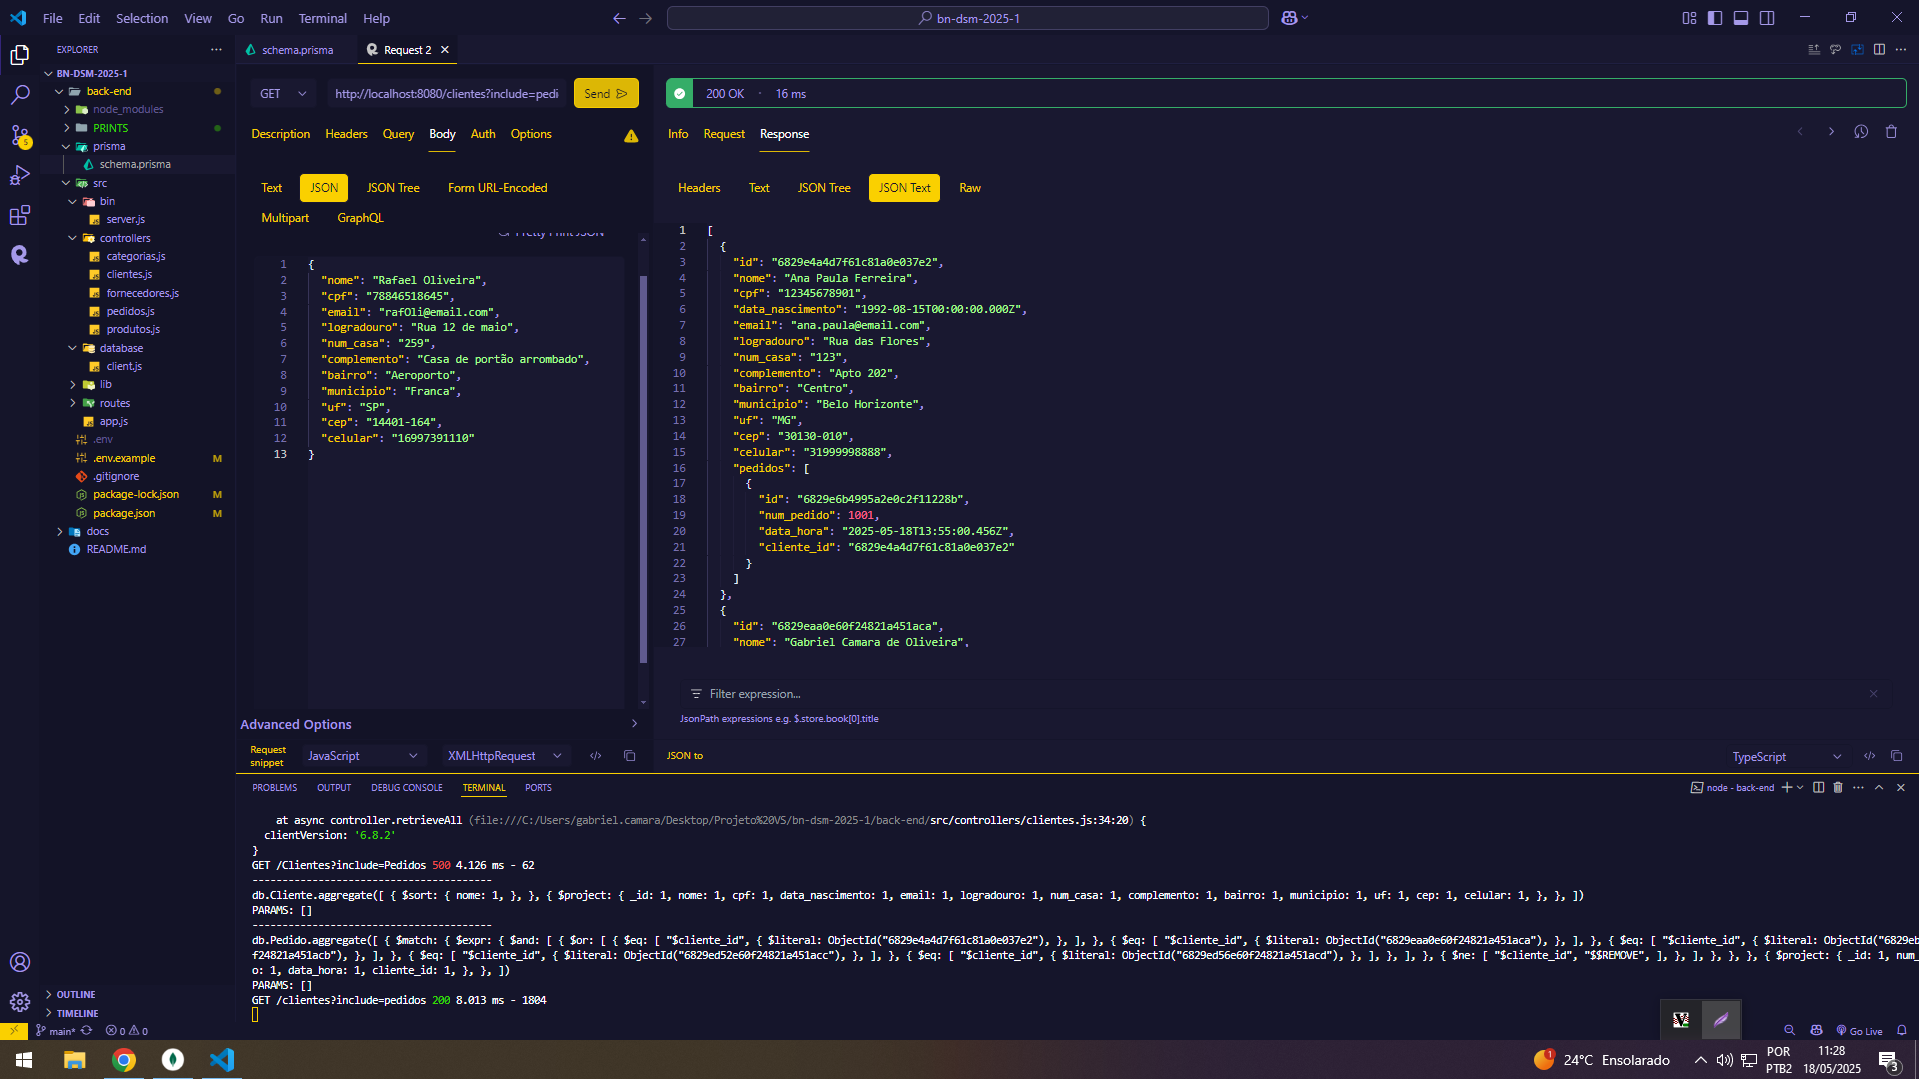 File Edit Selection View Go Run Terminal Help
bn-dsm-2025-1
EXPLORER
BN-DSM-2025-1
back-end
node_modules
PRINTS
prisma
schema.prisma
src
bin
server.js
controllers
categorias.js
clientes.js
fornecedores.js
pedidos.js
produtos.js
database
client.js
lib
routes
app.js
.env
.env.example M
.gitignore
package-lock.json M
package.json M
docs
README.md
OUTLINE
TIMELINE
5
schema.prisma
Request 2
GET
http://localhost:8080/clientes?include=pedi
Send
Description Headers Query Body Auth Options
Text JSON JSON Tree Form URL-Encoded
Multipart GraphQL
Pretty Print JSON
1 {
2 "nome": "Rafael Oliveira",
3 "cpf": "78846518645",
4 "email": "rafOli@email.com",
5 "logradouro": "Rua 12 de maio",
6 "num_casa": "259",
7 "complemento": "Casa de portão arrombado",
8 "bairro": "Aeroporto",
9 "municipio": "Franca",
10 "uf": "SP",
11 "cep": "14401-164",
12 "celular": "16997391110"
13 }
Advanced Options
Request snippet
JavaScript
XMLHttpRequest
200 OK · 16 ms
Info Request Response
Headers Text JSON Tree JSON Text Raw
1 [
2 {
3 "id": "6829e4a4d7f61c81a0e037e2",
4 "nome": "Ana Paula Ferreira",
5 "cpf": "12345678901",
6 "data_nascimento": "1992-08-15T00:00:00.000Z",
7 "email": "ana.paula@email.com",
8 "logradouro": "Rua das Flores",
9 "num_casa": "123",
10 "complemento": "Apto 202",
11 "bairro": "Centro",
12 "municipio": "Belo Horizonte",
13 "uf": "MG",
14 "cep": "30130-010",
15 "celular": "31999998888",
16 "pedidos": [
17 {
18 "id": "6829e6b4995a2e0c2f11228b",
19 "num_pedido": 1001,
20 "data_hora": "2025-05-18T13:55:00.456Z",
21 "cliente_id": "6829e4a4d7f61c81a0e037e2"
22 }
23 ]
24 },
25 {
26 "id": "6829eaa0e60f24821a451aca",
27 "nome": "Gabriel Camara de Oliveira",
Filter expression...
JsonPath expressions e.g. $.store.book[0].title
JSON to
TypeScript
PROBLEMS OUTPUT DEBUG CONSOLE TERMINAL PORTS
node - back-end
at async controller.retrieveAll (file:///C:/Users/gabriel.camara/Desktop/Projeto%20VS/bn-dsm-2025-1/back-end/src/controllers/clientes.js:34:20) {
clientVersion: '6.8.2'
}
GET /Clientes?include=Pedidos 500 4.126 ms - 62
----------------------------------------
db.Cliente.aggregate([ { $sort: { nome: 1, }, }, { $project: { _id: 1, nome: 1, cpf: 1, data_nascimento: 1, email: 1, logradouro: 1, num_casa: 1, complemento: 1, bairro: 1, municipio: 1, uf: 1, cep: 1, celular: 1, }, }, ])
PARAMS: []
----------------------------------------
db.Pedido.aggregate([ { $match: { $expr: { $and: [ { $or: [ { $eq: [ "$cliente_id", { $literal: ObjectId("6829e4a4d7f61c81a0e037e2"), }, ], }, { $eq: [ "$cliente_id", { $literal: ObjectId("6829eaa0e60f24821a451aca"), }, ], }, { $eq: [ "$cliente_id", { $literal: ObjectId("6829eb
f24821a451acb"), }, ], }, { $eq: [ "$cliente_id", { $literal: ObjectId("6829ed52e60f24821a451acc"), }, ], }, { $eq: [ "$cliente_id", { $literal: ObjectId("6829ed56e60f24821a451acd"), }, ], }, ], }, { $ne: [ "$cliente_id", "$$REMOVE", ], }, ], }, }, }, { $project: { _id: 1, num_
o: 1, data_hora: 1, cliente_id: 1, }, }, ])
PARAMS: []
GET /clientes?include=pedidos 200 8.013 ms - 1804
main* 0 0
Go Live
1
24°C Ensolarado
POR
PTB2
11:28
18/05/2025
3